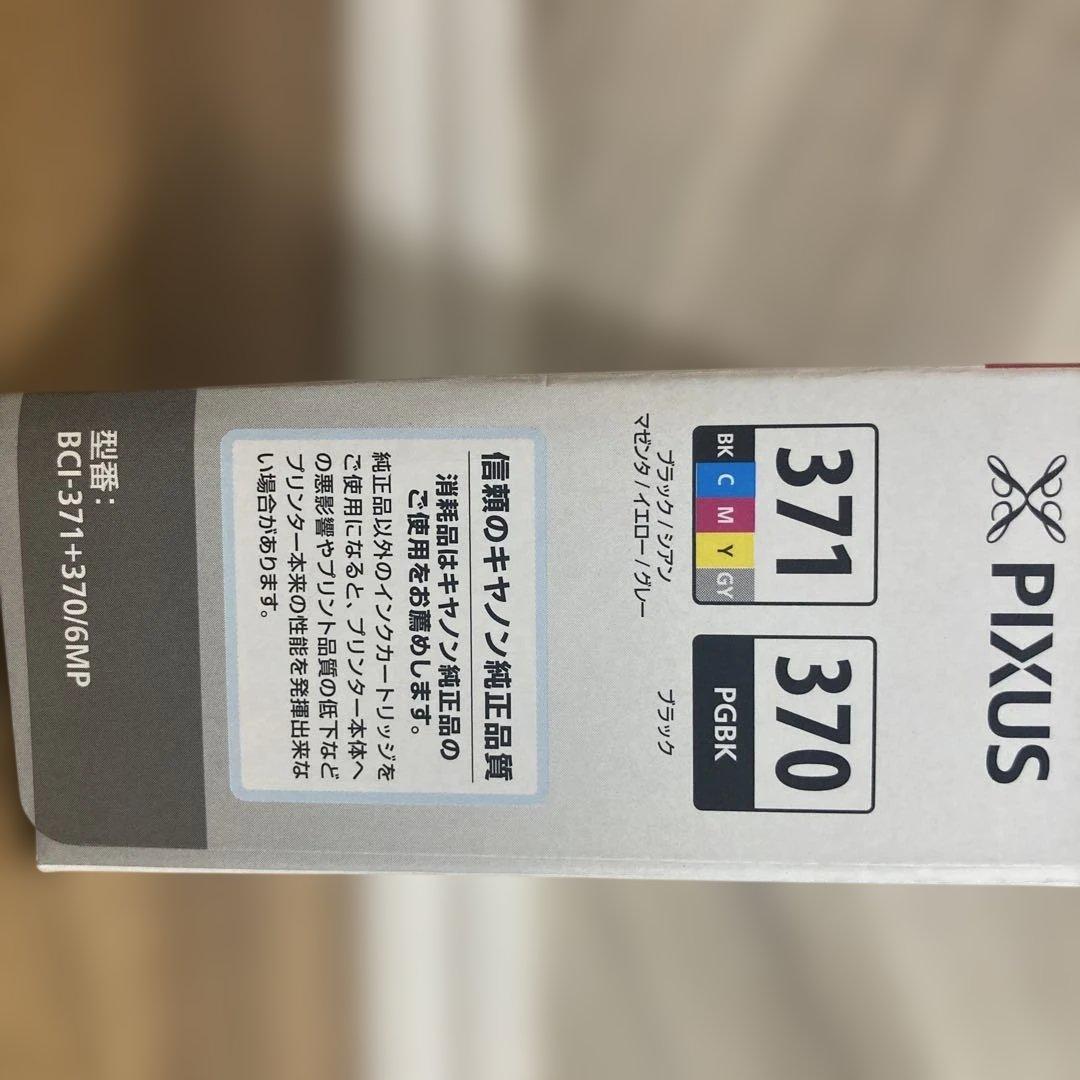 PIXUS
371
BK C M Y GY
ブラック / シアン
マゼンタ / イエロー / グレー
370
PGBK
ブラック
信頼のキヤノン純正品質
消耗品はキヤノン純正品の
ご使用をお薦めします。
純正品以外のインクカートリッジを
ご使用になると、プリンター本体へ
の悪影響やプリント品質の低下など
プリンター本来の性能を発揮出来な
い場合があります。
型番：
BCI-371+370/6MP